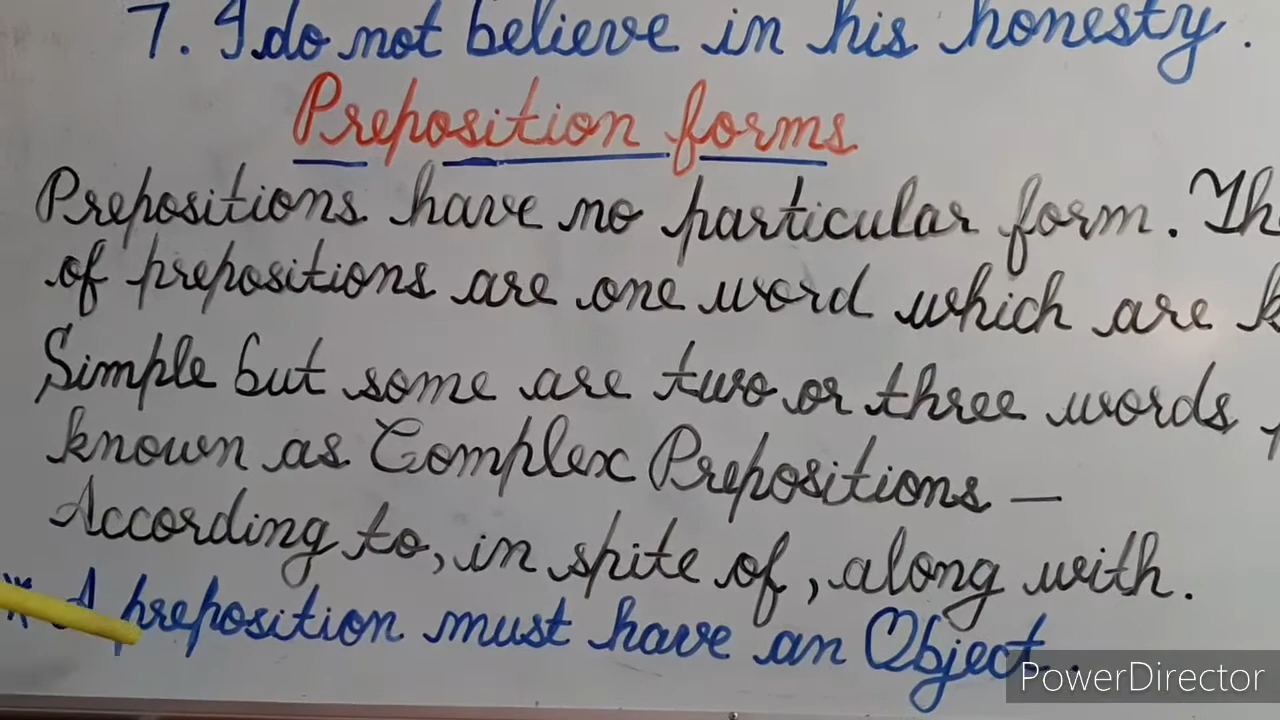 7. I do not believe in his honesty.
Preposition forms
Prepositions have no particular form. Th
of prepositions are one word which are k
Simple but some are two or three words p
known as Complex Prepositions –
According to, in spite of, along with.
A preposition must have an Object.
PowerDirector